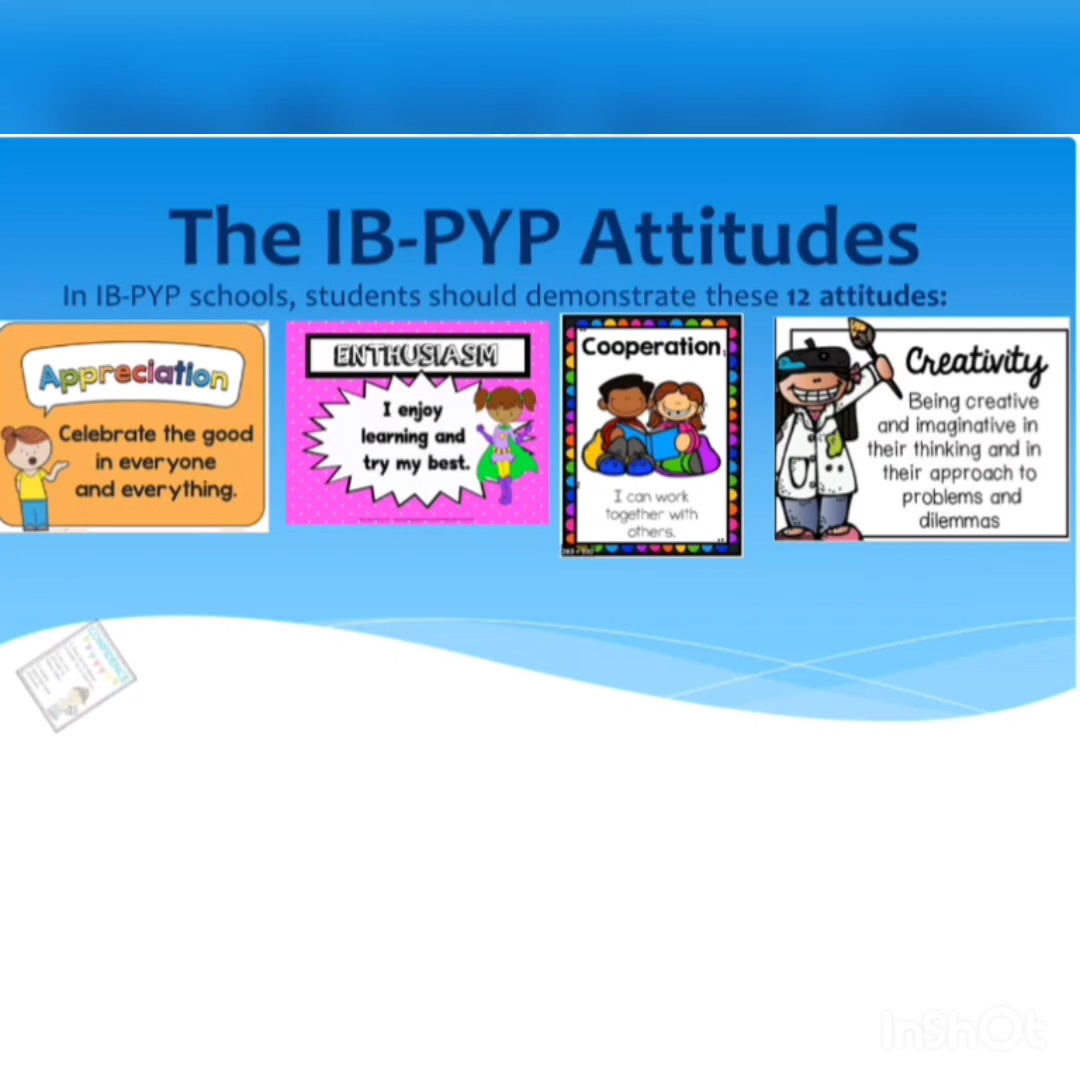 The IB-PYP Attitudes
In IB-PYP schools, students should demonstrate these 12 attitudes:
Appreciation
Celebrate the good
in everyone
and everything.
ENTHUSIASM
I enjoy
learning and
try my best.
Cooperation
I can work
together with
others.
Creativity
Being creative
and imaginative in
their thinking and in
their approach to
problems and
dilemmas
CONFIDENCE
InShOt